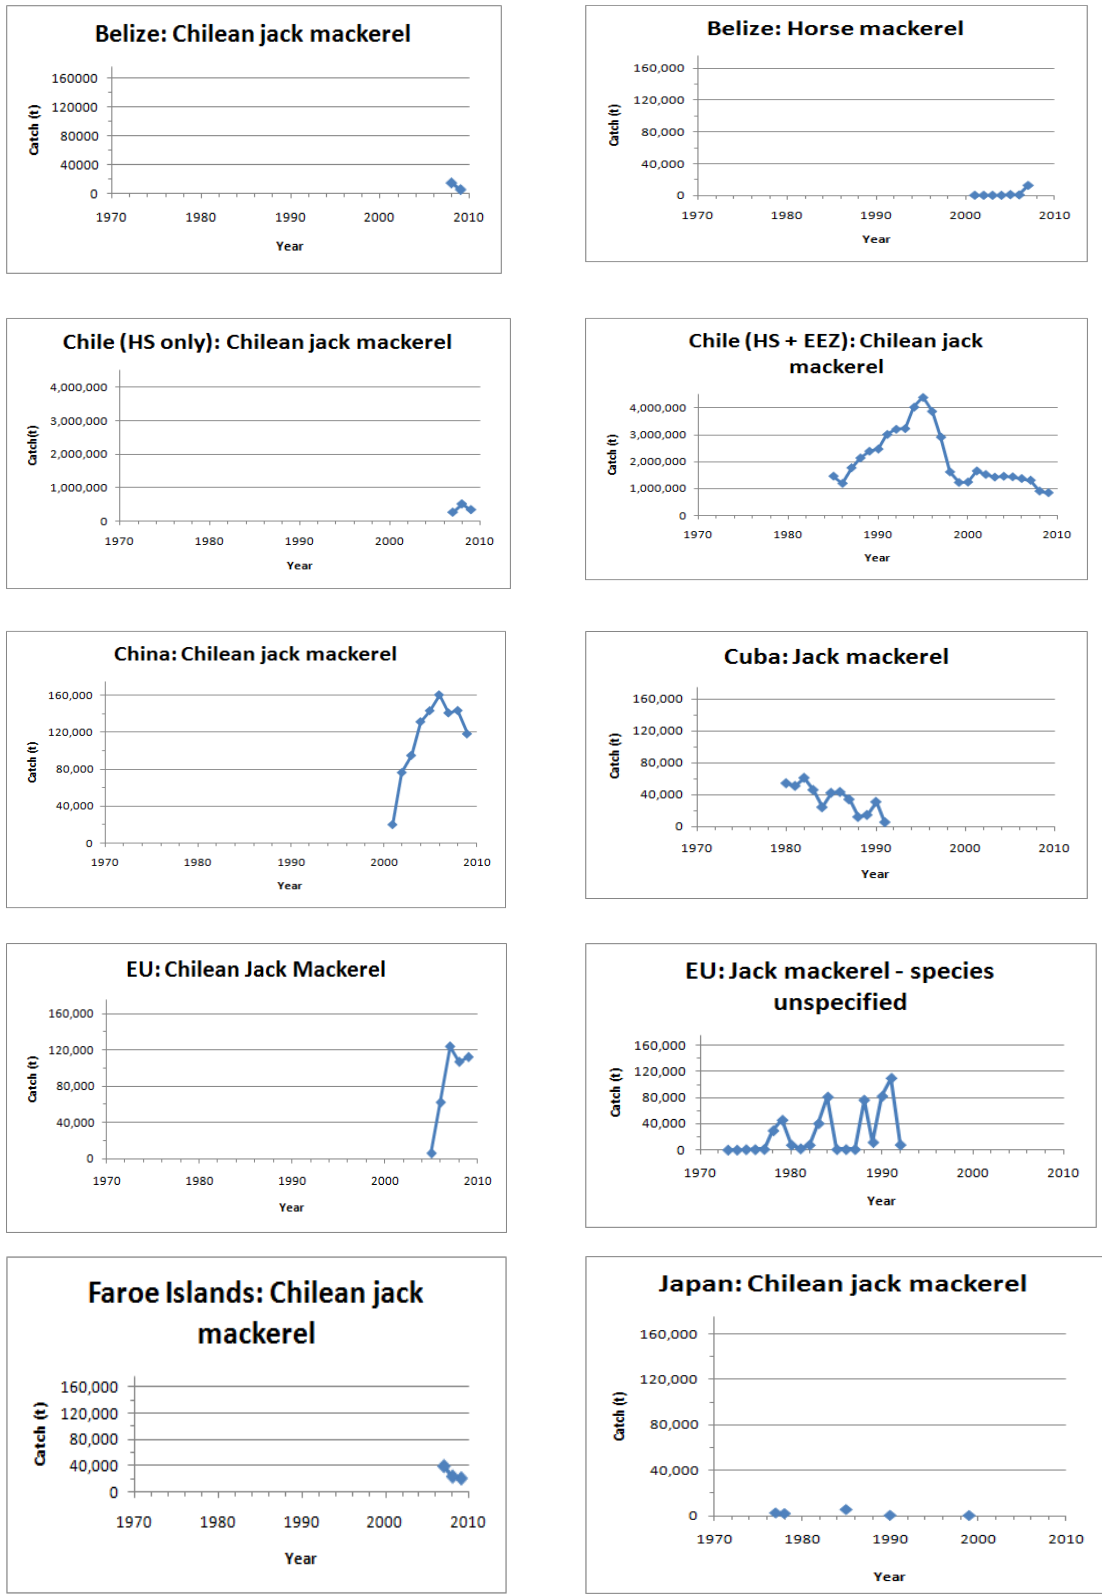 Belize: Chilean jack mackerel
Catch (t)
160000
120000
80000
40000
0
1970 1980 1990 2000 2010
Year
Belize: Horse mackerel
Catch (t)
160,000
120,000
80,000
40,000
0
1970 1980 1990 2000 2010
Year
Chile (HS only): Chilean jack mackerel
Catch(t)
4,000,000
3,000,000
2,000,000
1,000,000
0
1970 1980 1990 2000 2010
Year
Chile (HS + EEZ): Chilean jack
mackerel
Catch (t)
4,000,000
3,000,000
2,000,000
1,000,000
0
1970 1980 1990 2000 2010
Year
China: Chilean jack mackerel
Catch (t)
160,000
120,000
80,000
40,000
0
1970 1980 1990 2000 2010
Year
Cuba: Jack mackerel
Catch (t)
160,000
120,000
80,000
40,000
0
1970 1980 1990 2000 2010
Year
EU: Chilean Jack Mackerel
Catch (t)
160,000
120,000
80,000
40,000
0
1970 1980 1990 2000 2010
Year
EU: Jack mackerel - species
unspecified
Catch (t)
160,000
120,000
80,000
40,000
0
1970 1980 1990 2000 2010
Year
Faroe Islands: Chilean jack
mackerel
Catch (t)
160,000
120,000
80,000
40,000
0
1970 1980 1990 2000 2010
Year
Japan: Chilean jack mackerel
Catch (t)
160,000
120,000
80,000
40,000
0
1970 1980 1990 2000 2010
Year